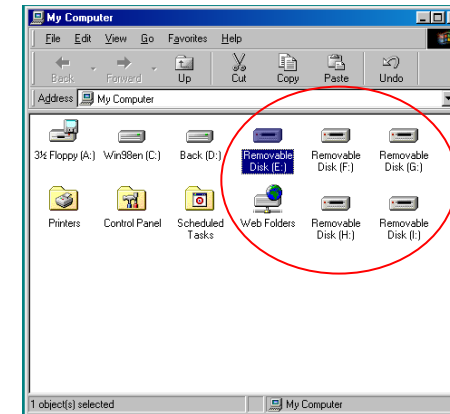 My Computer
File Edit View Go Favorites Help
Back Forward Up Cut Copy Paste Undo
Address My Computer
3½ Floppy (A:) Win98en (C:) Back (D:) Removable Disk (E:) Removable Disk (F:) Removable Disk (G:)
Printers Control Panel Scheduled Tasks Web Folders Removable Disk (H:) Removable Disk (I:)
1 object(s) selected My Computer